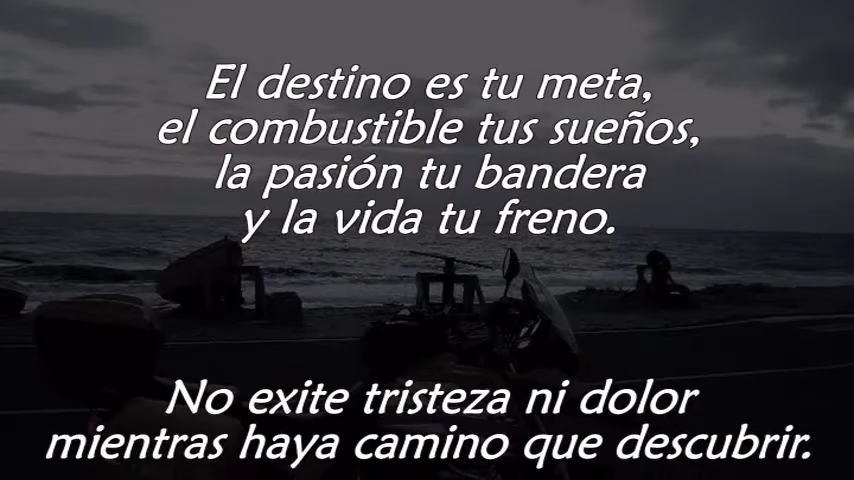 El destino es tu meta,
el combustible tus sueños,
la pasión tu bandera
y la vida tu freno.
No exite tristeza ni dolor
mientras haya camino que descubrir.